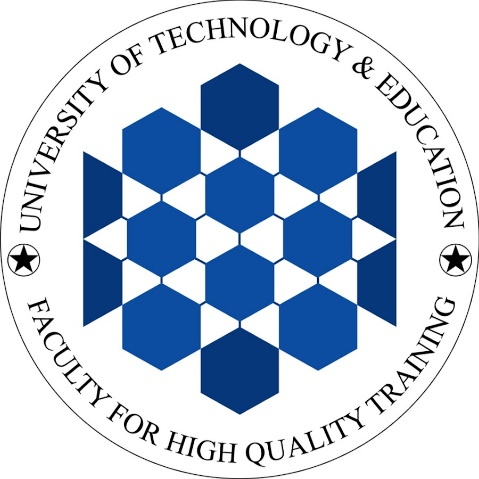 UNIVERSITY OF TECHNOLOGY & EDUCATION
FACULTY FOR HIGH QUALITY TRAINING